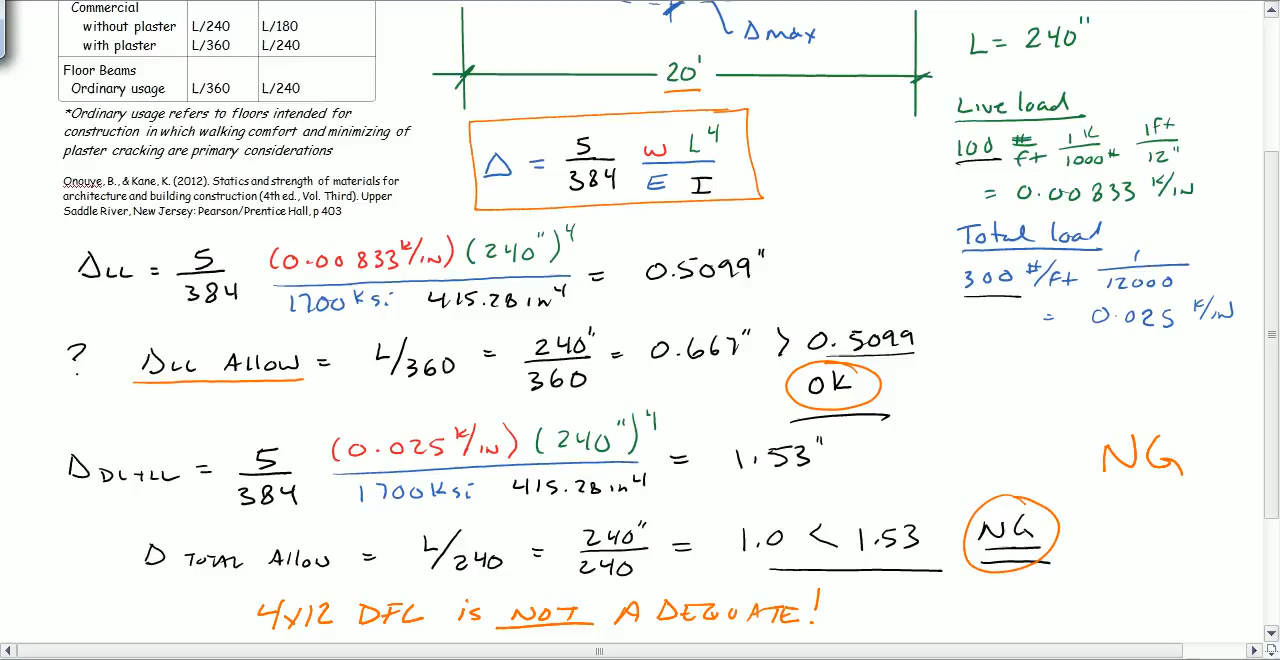 Commercial
without plaster L/240 L/180
with plaster L/360 L/240
Floor Beams
Ordinary usage L/360 L/240
*Ordinary usage refers to floors inteded for
construction in which walking comfort and minimizing of
plaster cracking are primary considerations
Onouye, B., & Kane, K. (2012). Statics and strength of materials for
architecture and building construction (4th ed., Vol. Third). Upper
Saddle River, New Jersey: Pearson/Prentice Hall, p 403
Δmax
20'
Δ = 5/384 w L⁴ / E I
L = 240"
Live load
100 #/ft 1K/1000# 1ft/12"
= 0.00833 K/IN
Total load
300 #/ft 1/12000
= 0.025 K/IN
ΔLL = 5/384 (0.00833 K/IN) (240")⁴ / 1700 Ksi 415.28 in⁴ = 0.5099"
? ΔLL ALLOW = L/360 = 240"/360 = 0.667" > 0.5099
OK
Δ DL+LL = 5/384 (0.025 K/IN) (240")⁴ / 1700 Ksi 415.28 in⁴ = 1.53"
NG
Δ TOTAL ALLOW = L/240 = 240"/240 = 1.0 < 1.53 NG
4x12 DFL is NOT ADEQUATE!